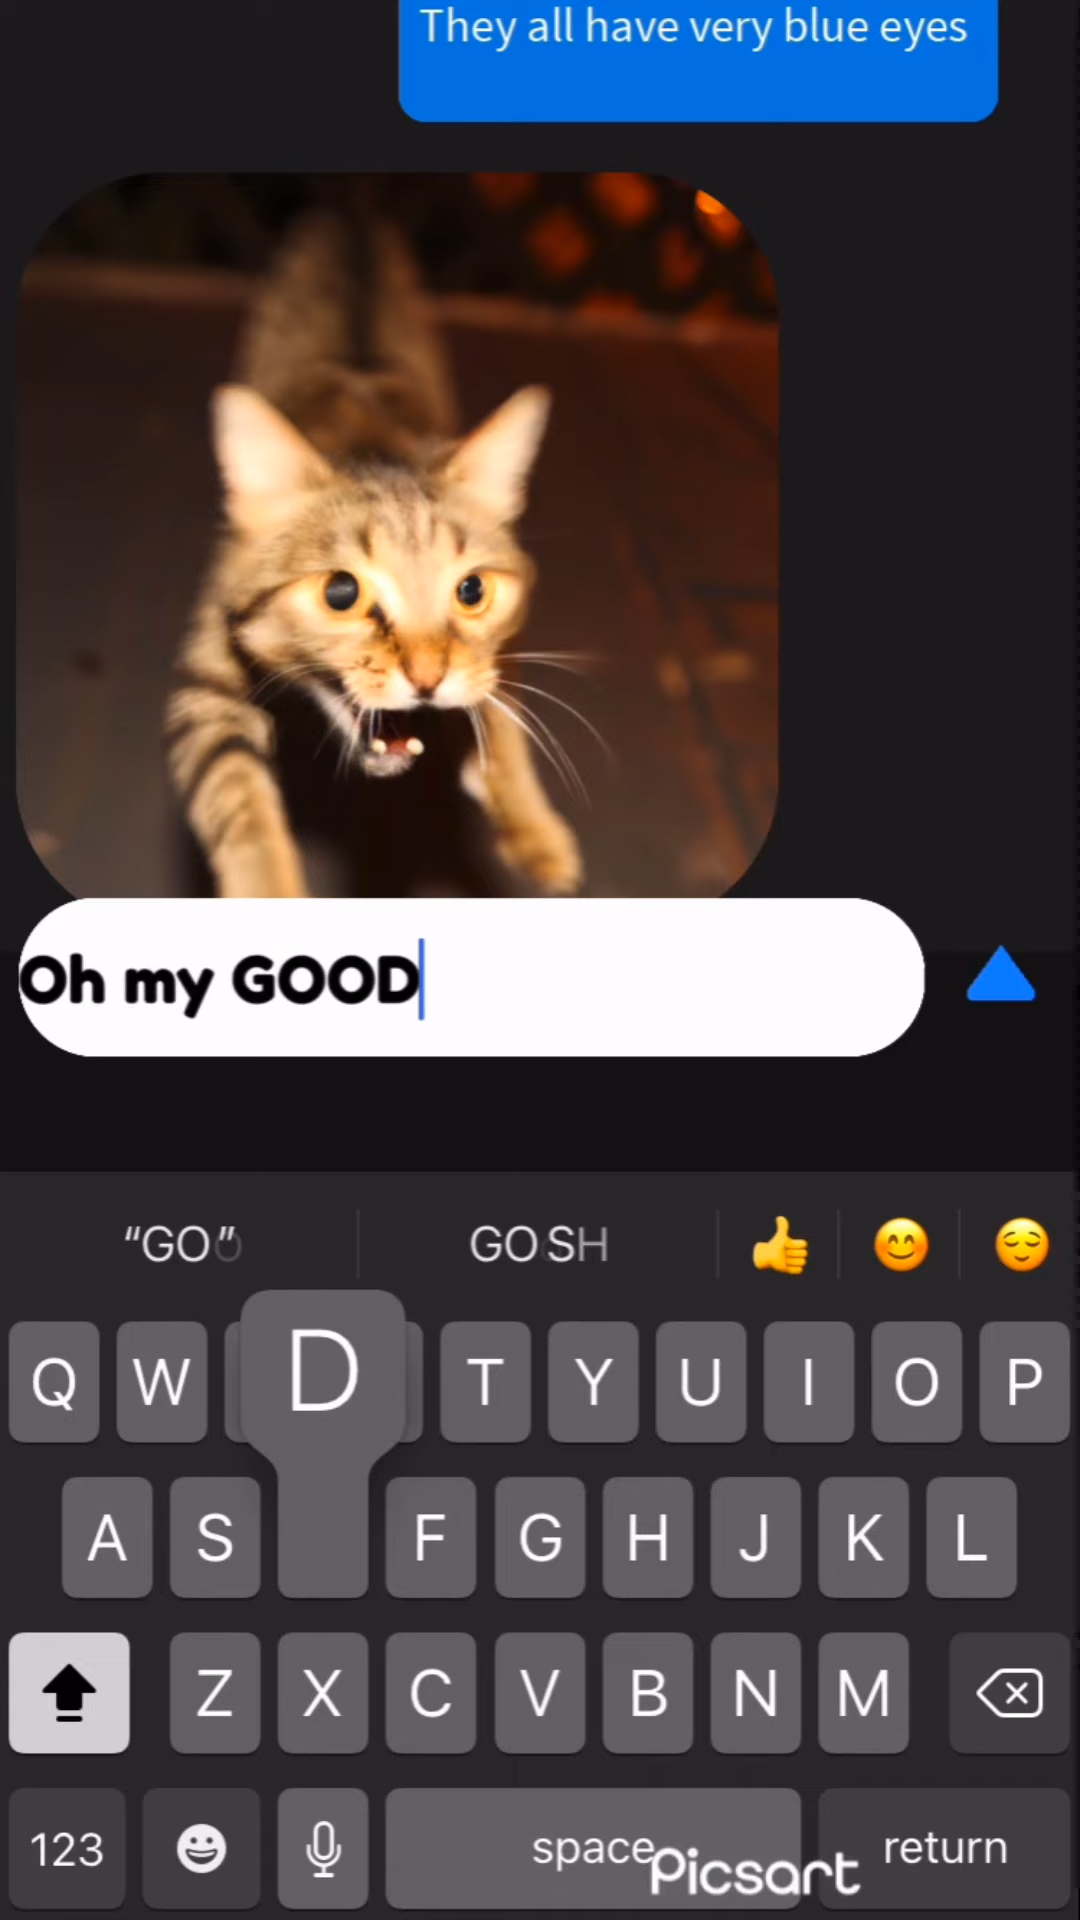 They all have very blue eyes
Oh my GOOD
“GO”
GOSH
Q W D T Y U I O P
A S F G H J K L
Z X C V B N M
123 space return
Picsart